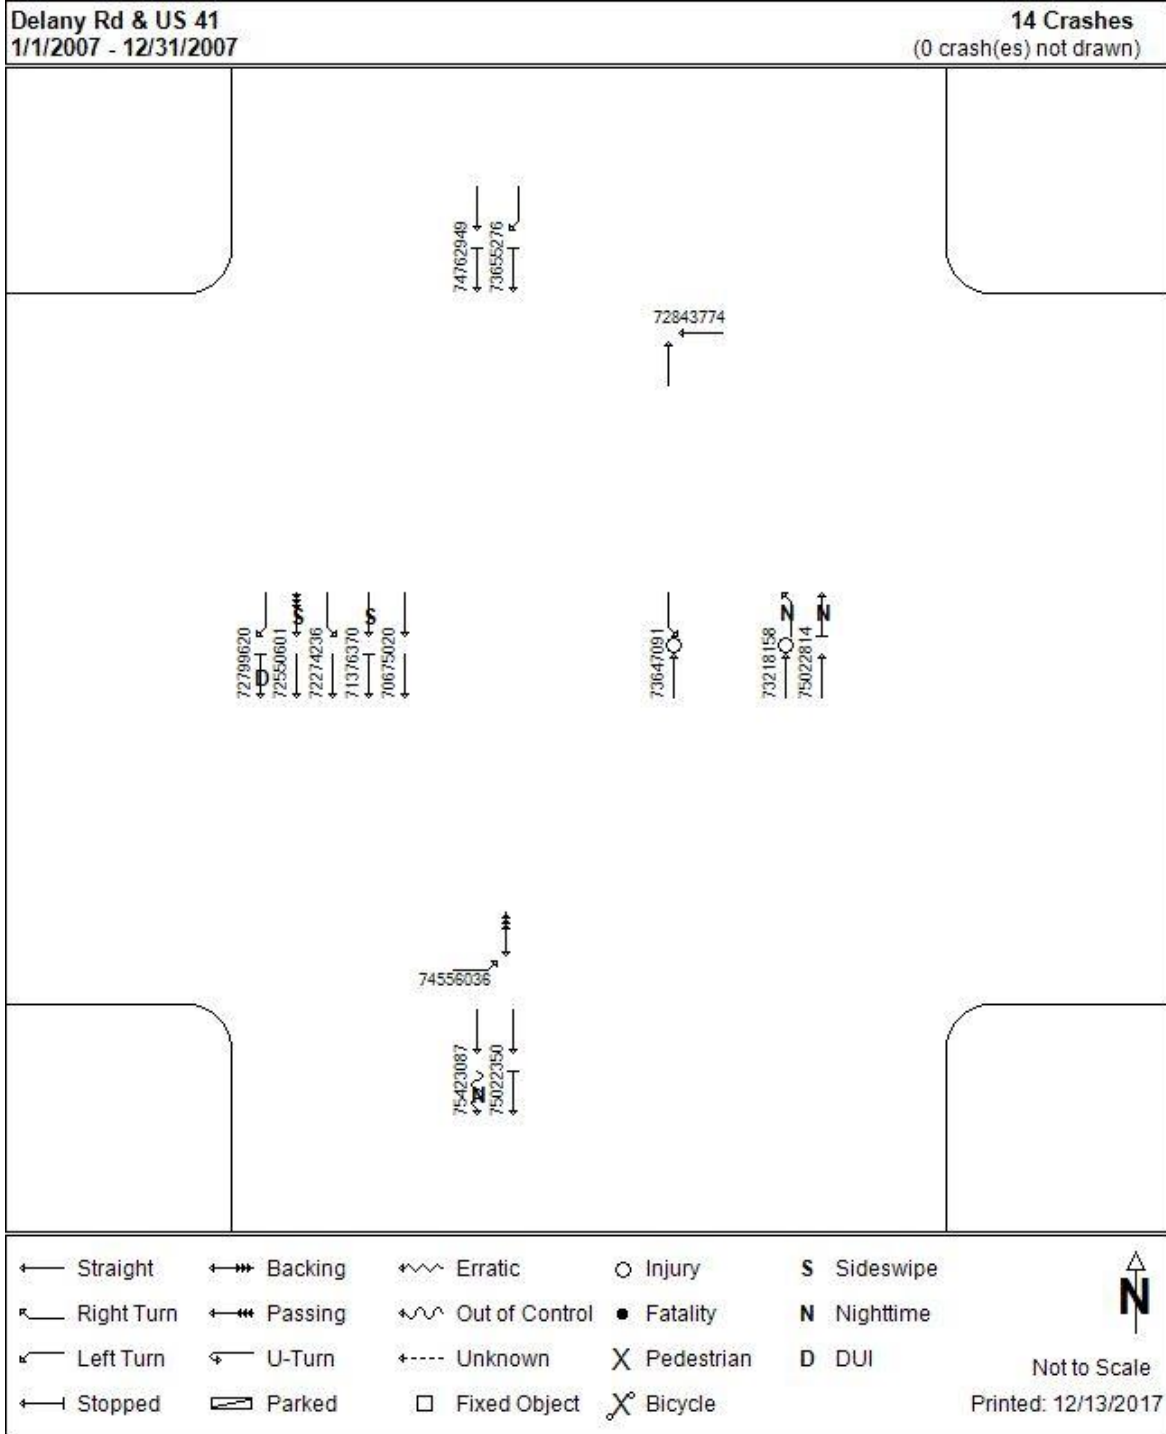 Delany Rd & US 41
14 Crashes
1/1/2007 - 12/31/2007
(0 crash(es) not drawn)
74762949
73655276
72843774
72799620
D
72550601
S
72274236
71376370
S
70675020
73647091
73218158
N
75022814
N
74556036
75423087
N
75022350
Straight
Backing
Erratic
Injury
S Sideswipe
Right Turn
Passing
Out of Control
Fatality
N Nighttime
Left Turn
U-Turn
Unknown
Pedestrian
D DUI
Stopped
Parked
Fixed Object
Bicycle
N
Not to Scale
Printed: 12/13/2017